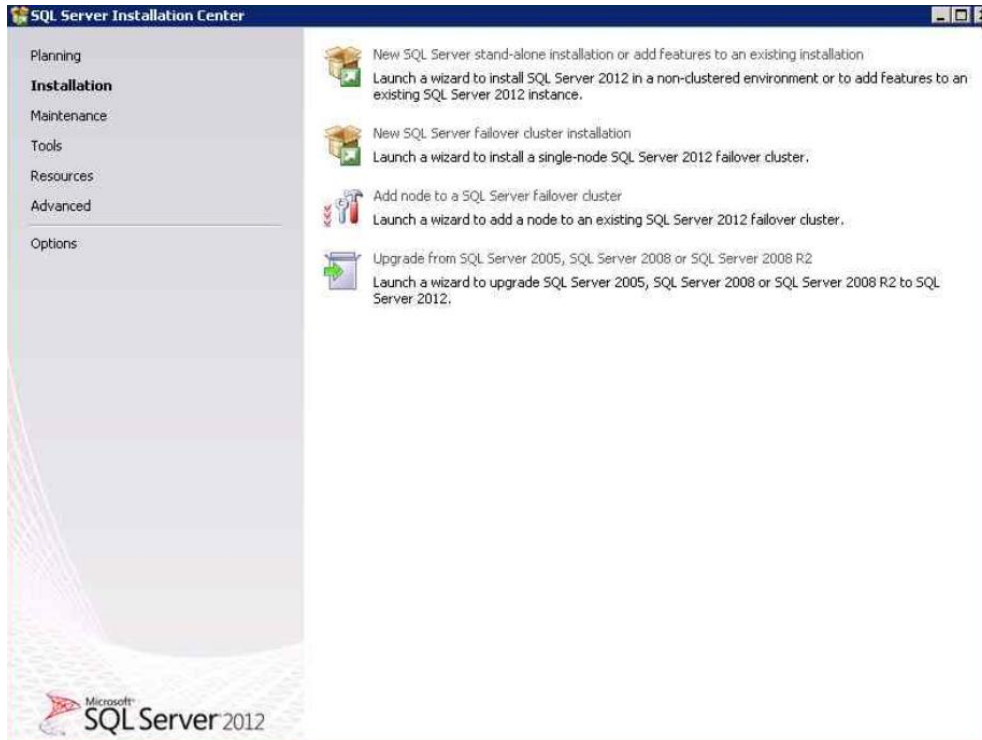 SQL Server Installation Center
Planning
Installation
Maintenance
Tools
Resources
Advanced
Options
New SQL Server stand-alone installation or add features to an existing installation
Launch a wizard to install SQL Server 2012 in a non-clustered environment or to add features to an
existing SQL Server 2012 instance.
New SQL Server failover cluster installation
Launch a wizard to install a single-node SQL Server 2012 failover cluster.
Add node to a SQL Server failover cluster
Launch a wizard to add a node to an existing SQL Server 2012 failover cluster.
Upgrade from SQL Server 2005, SQL Server 2008 or SQL Server 2008 R2
Launch a wizard to upgrade SQL Server 2005, SQL Server 2008 or SQL Server 2008 R2 to SQL
Server 2012.
Microsoft
SQL Server 2012